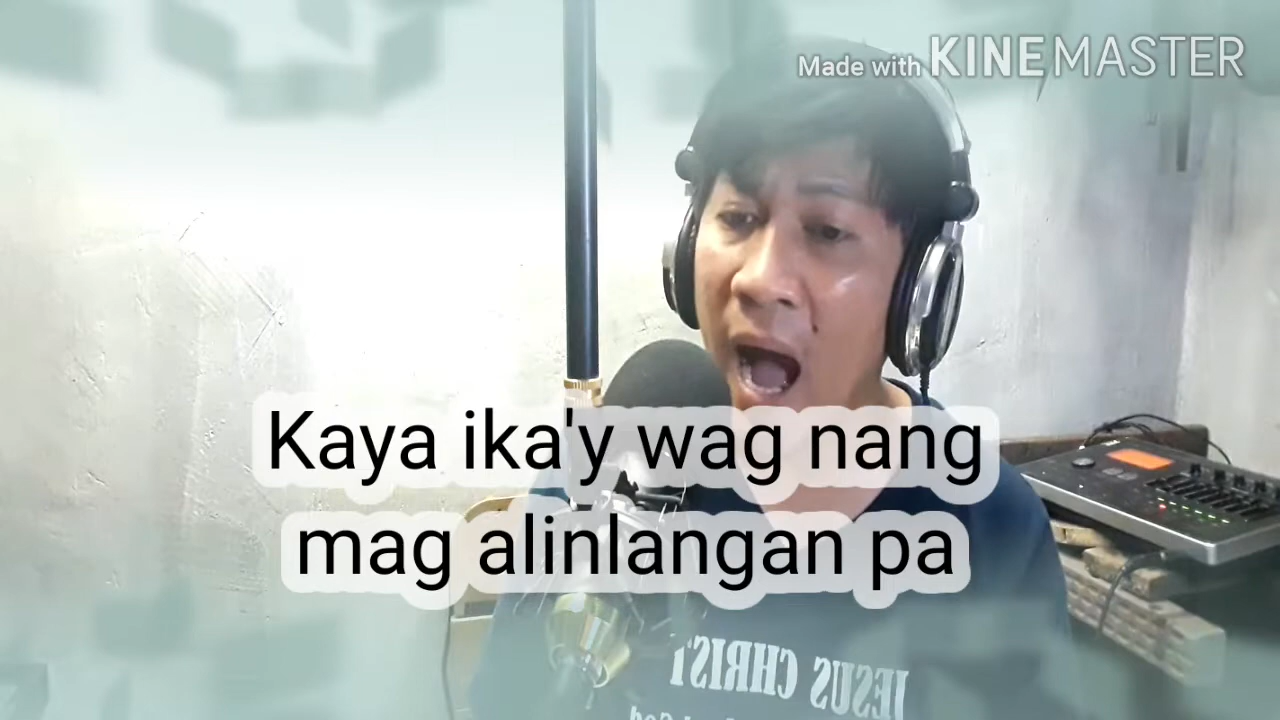 Made with KINEMASTER
Kaya ika'y wag nang
mag alinlangan pa
JESUS CHRIST